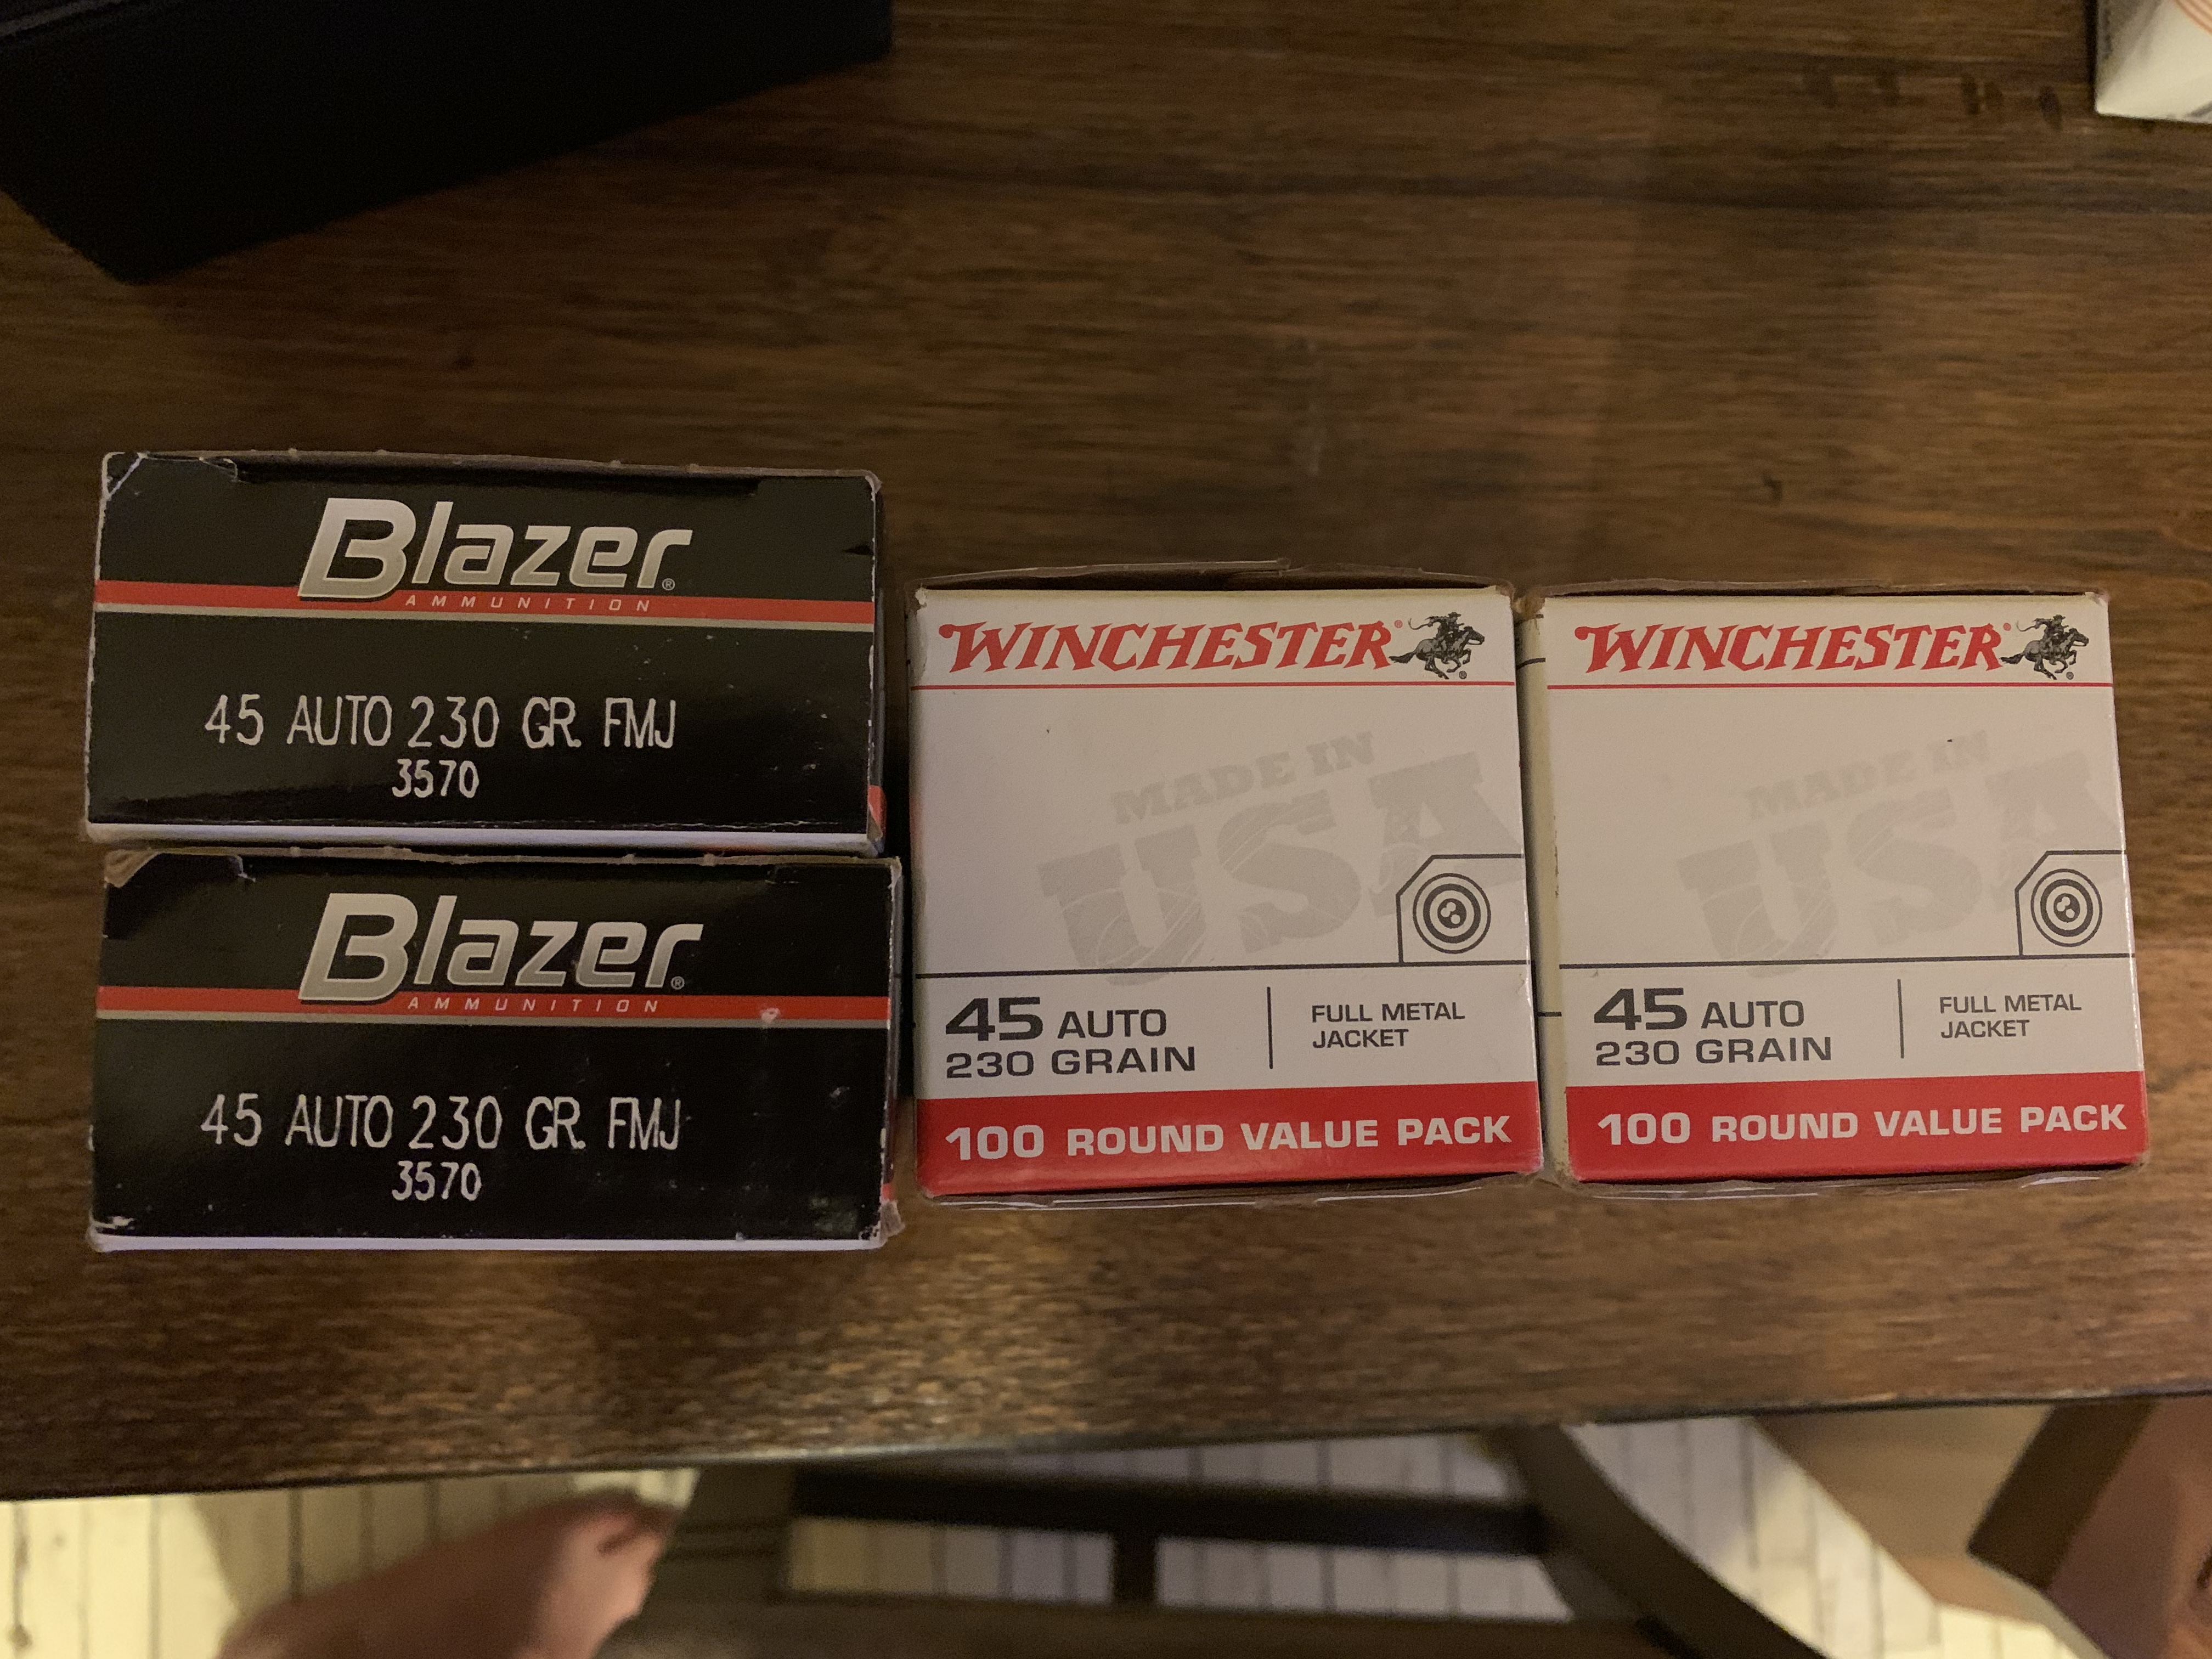 Blazer®
AMMUNITION
45 AUTO 230 GR. FMJ
3570
Blazer®
AMMUNITION
45 AUTO 230 GR. FMJ
3570
WINCHESTER®
MADE IN
USA
45 AUTO
230 GRAIN
FULL METAL
JACKET
100 ROUND VALUE PACK
WINCHESTER®
MADE IN
USA
45 AUTO
230 GRAIN
FULL METAL
JACKET
100 ROUND VALUE PACK